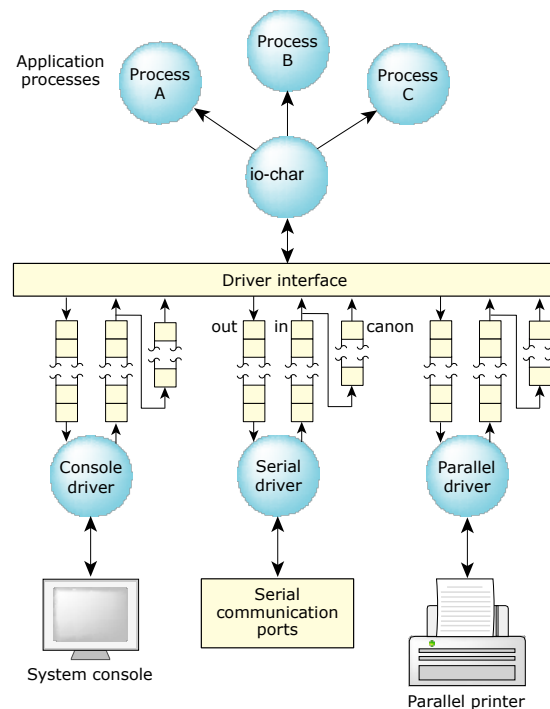 Application
processes
Process
A
Process
B
Process
C
io-char
Driver interface
out
in
canon
Console
driver
Serial
driver
Parallel
driver
Serial
communication
ports
System console
Parallel printer